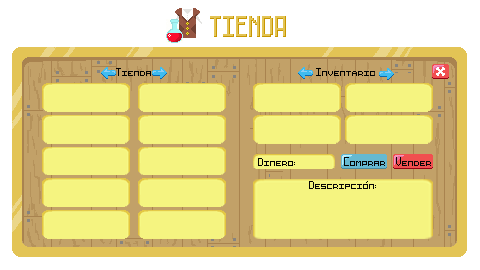 TIENDA
TIENDA
INVENTARIO
DINERO:
COMPRAR
VENDER
DESCRIPCIÓN: